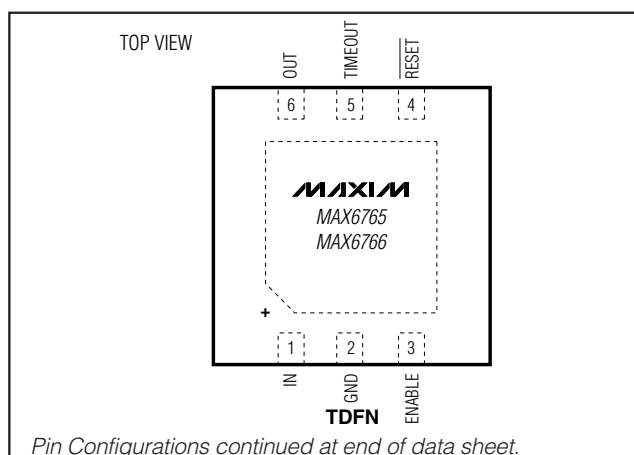 TOP VIEW
OUT
TIMEOUT
RESET
6
5
4
MAXIM
MAX6765
MAX6766
+
1
2
3
IN
GND
ENABLE
TDFN
Pin Configurations continued at end of data sheet.